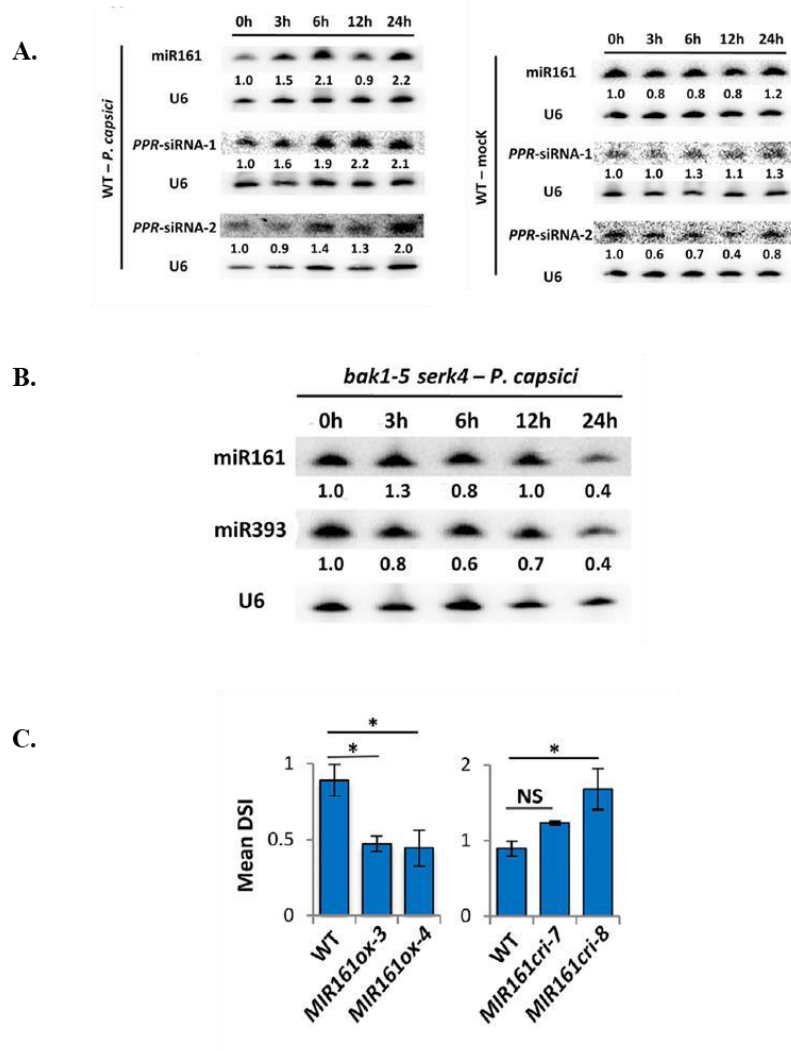 A.
0h 3h 6h 12h 24h
miR161
1.0 1.5 2.1 0.9 2.2
U6
PPR-siRNA-1
1.0 1.6 1.9 2.2 2.1
U6
PPR-siRNA-2
1.0 0.9 1.4 1.3 2.0
U6
WT – P. capsici
0h 3h 6h 12h 24h
miR161
1.0 0.8 0.8 0.8 1.2
U6
PPR-siRNA-1
1.0 1.0 1.3 1.1 1.3
U6
PPR-siRNA-2
1.0 0.6 0.7 0.4 0.8
U6
WT – mocK
B.
bak1-5 serk4 – P. capsici
0h 3h 6h 12h 24h
miR161
1.0 1.3 0.8 1.0 0.4
miR393
1.0 0.8 0.6 0.7 0.4
U6
C.
Mean DSI
1
0.5
0
*
*
WT
MIR161ox-3
MIR161ox-4
2
1
0
NS
*
WT
MIR161cri-7
MIR161cri-8